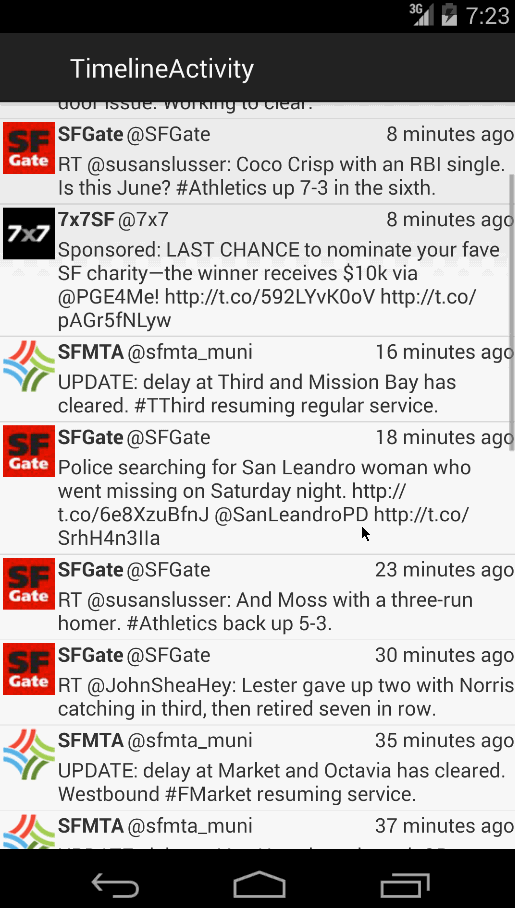 3G 7:23
TimelineActivity
door issue. Working to clear.
SF Gate
SFGate @SFGate 8 minutes ago
RT @susanslusser: Coco Crisp with an RBI single.
Is this June? #Athletics up 7-3 in the sixth.
7x7
7x7SF @7x7 8 minutes ago
Sponsored: LAST CHANCE to nominate your fave
SF charity—the winner receives $10k via
@PGE4Me! http://t.co/592LYvK0oV http://t.co/
pAGr5fNLyw
SFMTA @sfmta_muni 16 minutes ago
UPDATE: delay at Third and Mission Bay has
cleared. #TThird resuming regular service.
SF Gate
SFGate @SFGate 18 minutes ago
Police searching for San Leandro woman who
went missing on Saturday night. http://
t.co/6e8XzuBfnJ @SanLeandroPD http://t.co/
SrhH4n3IIa
SF Gate
SFGate @SFGate 23 minutes ago
RT @susanslusser: And Moss with a three-run
homer. #Athletics back up 5-3.
SF Gate
SFGate @SFGate 30 minutes ago
RT @JohnSheaHey: Lester gave up two with Norris
catching in third, then retired seven in row.
SFMTA @sfmta_muni 35 minutes ago
UPDATE: delay at Market and Octavia has cleared.
Westbound #FMarket resuming service.
SFMTA @sfmta_muni 37 minutes ago